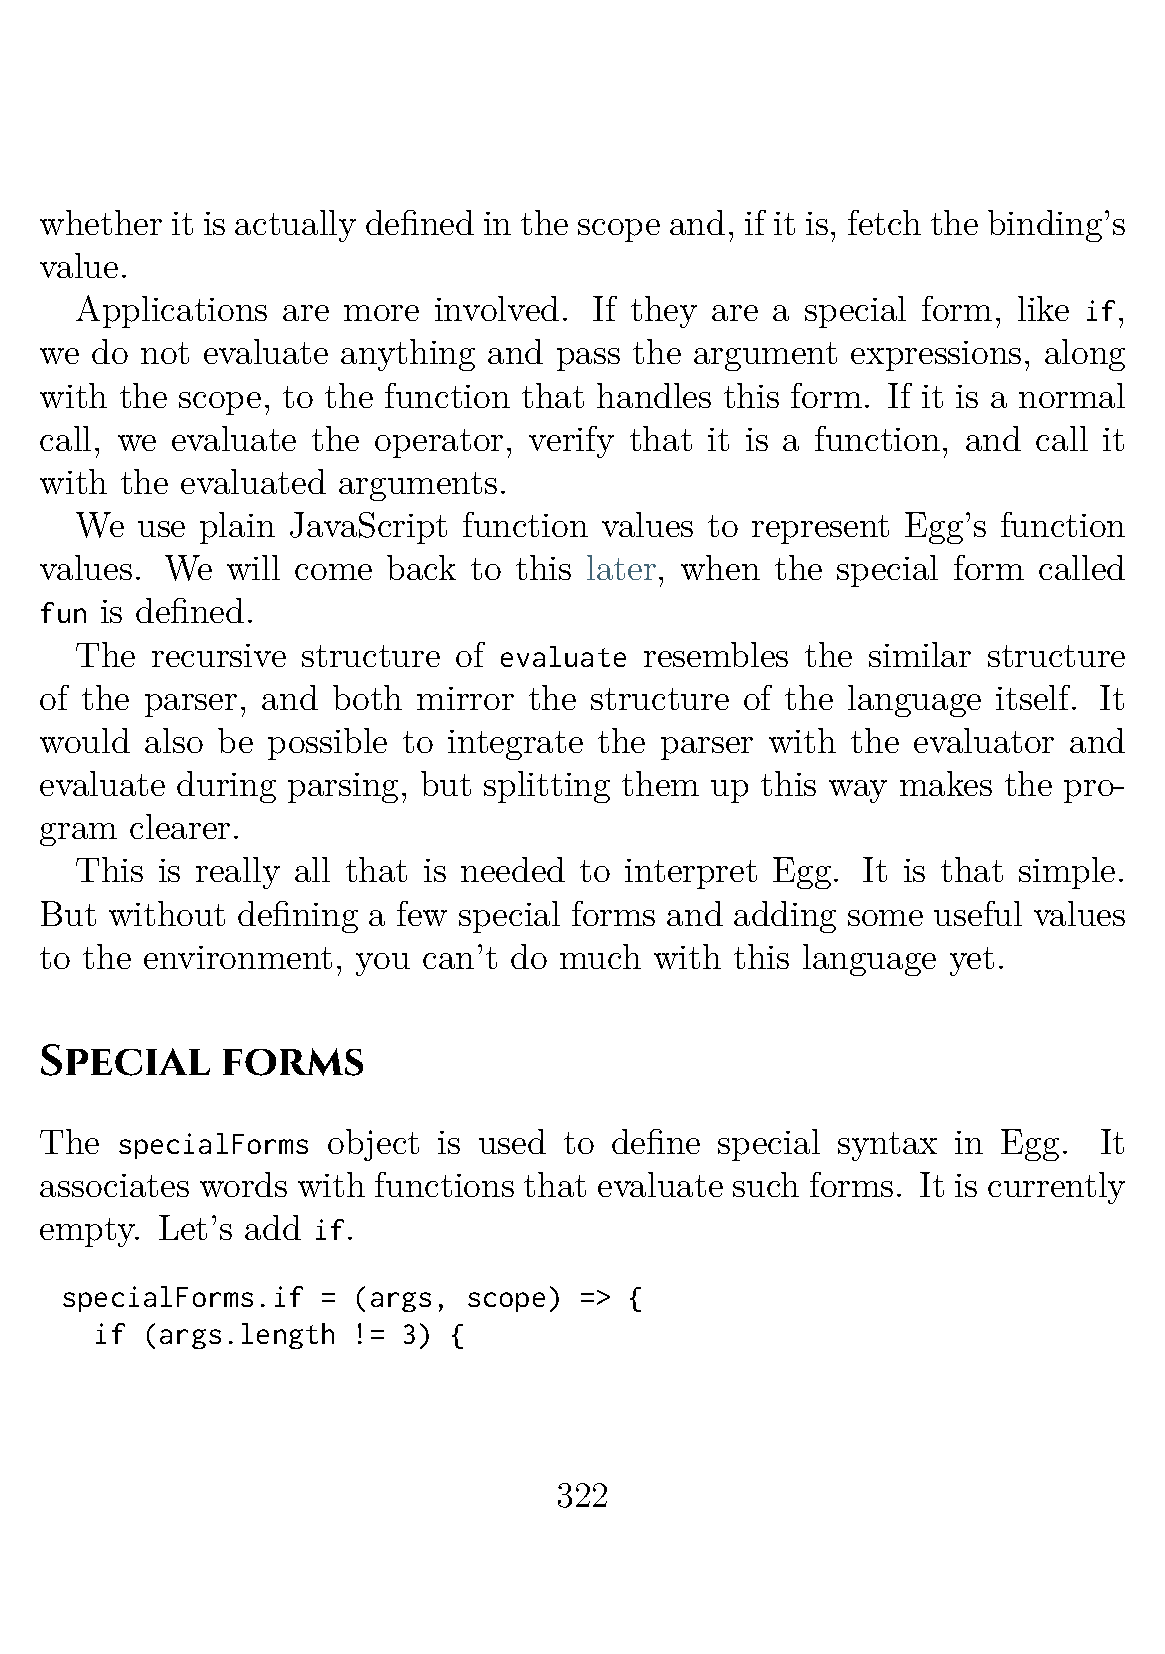 whether it is actually defined in the scope and, if it is, fetch the binding’s
value.
Applications are more involved. If they are a special form, like if,
we do not evaluate anything and pass the argument expressions, along
with the scope, to the function that handles this form. If it is a normal
call, we evaluate the operator, verify that it is a function, and call it
with the evaluated arguments.
We use plain JavaScript function values to represent Egg’s function
values. We will come back to this later, when the special form called
fun is defined.
The recursive structure of evaluate resembles the similar structure
of the parser, and both mirror the structure of the language itself. It
would also be possible to integrate the parser with the evaluator and
evaluate during parsing, but splitting them up this way makes the pro-
gram clearer.
This is really all that is needed to interpret Egg. It is that simple.
But without defining a few special forms and adding some useful values
to the environment, you can’t do much with this language yet.
Special forms
The specialForms object is used to define special syntax in Egg. It
associates words with functions that evaluate such forms. It is currently
empty. Let’s add if.
specialForms.if = (args, scope) => {
  if (args.length != 3) {
322